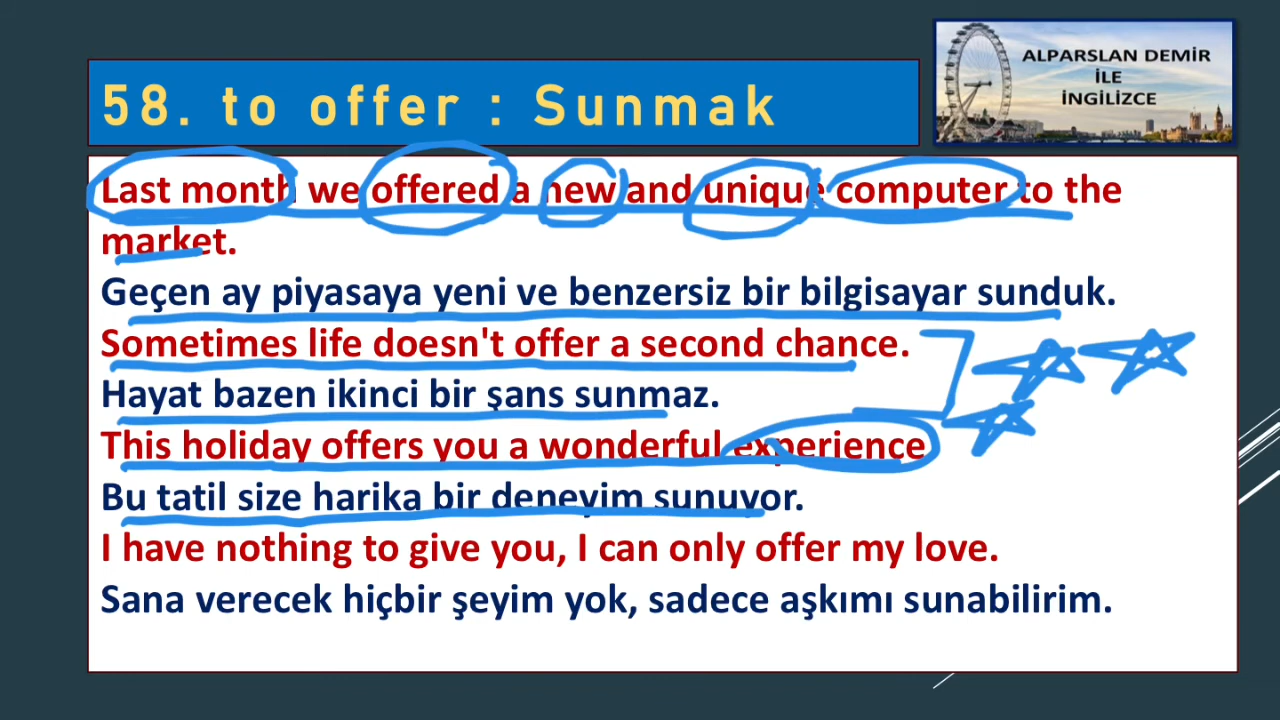 58. to offer : Sunmak
ALPARSLAN DEMİR
İLE
İNGİLİZCE
Last month we offered a new and unique computer to the
market.
Geçen ay piyasaya yeni ve benzersiz bir bilgisayar sunduk.
Sometimes life doesn't offer a second chance.
Hayat bazen ikinci bir şans sunmaz.
This holiday offers you a wonderful experience
Bu tatil size harika bir deneyim sunuyor.
I have nothing to give you, I can only offer my love.
Sana verecek hiçbir şeyim yok, sadece aşkımı sunabilirim.